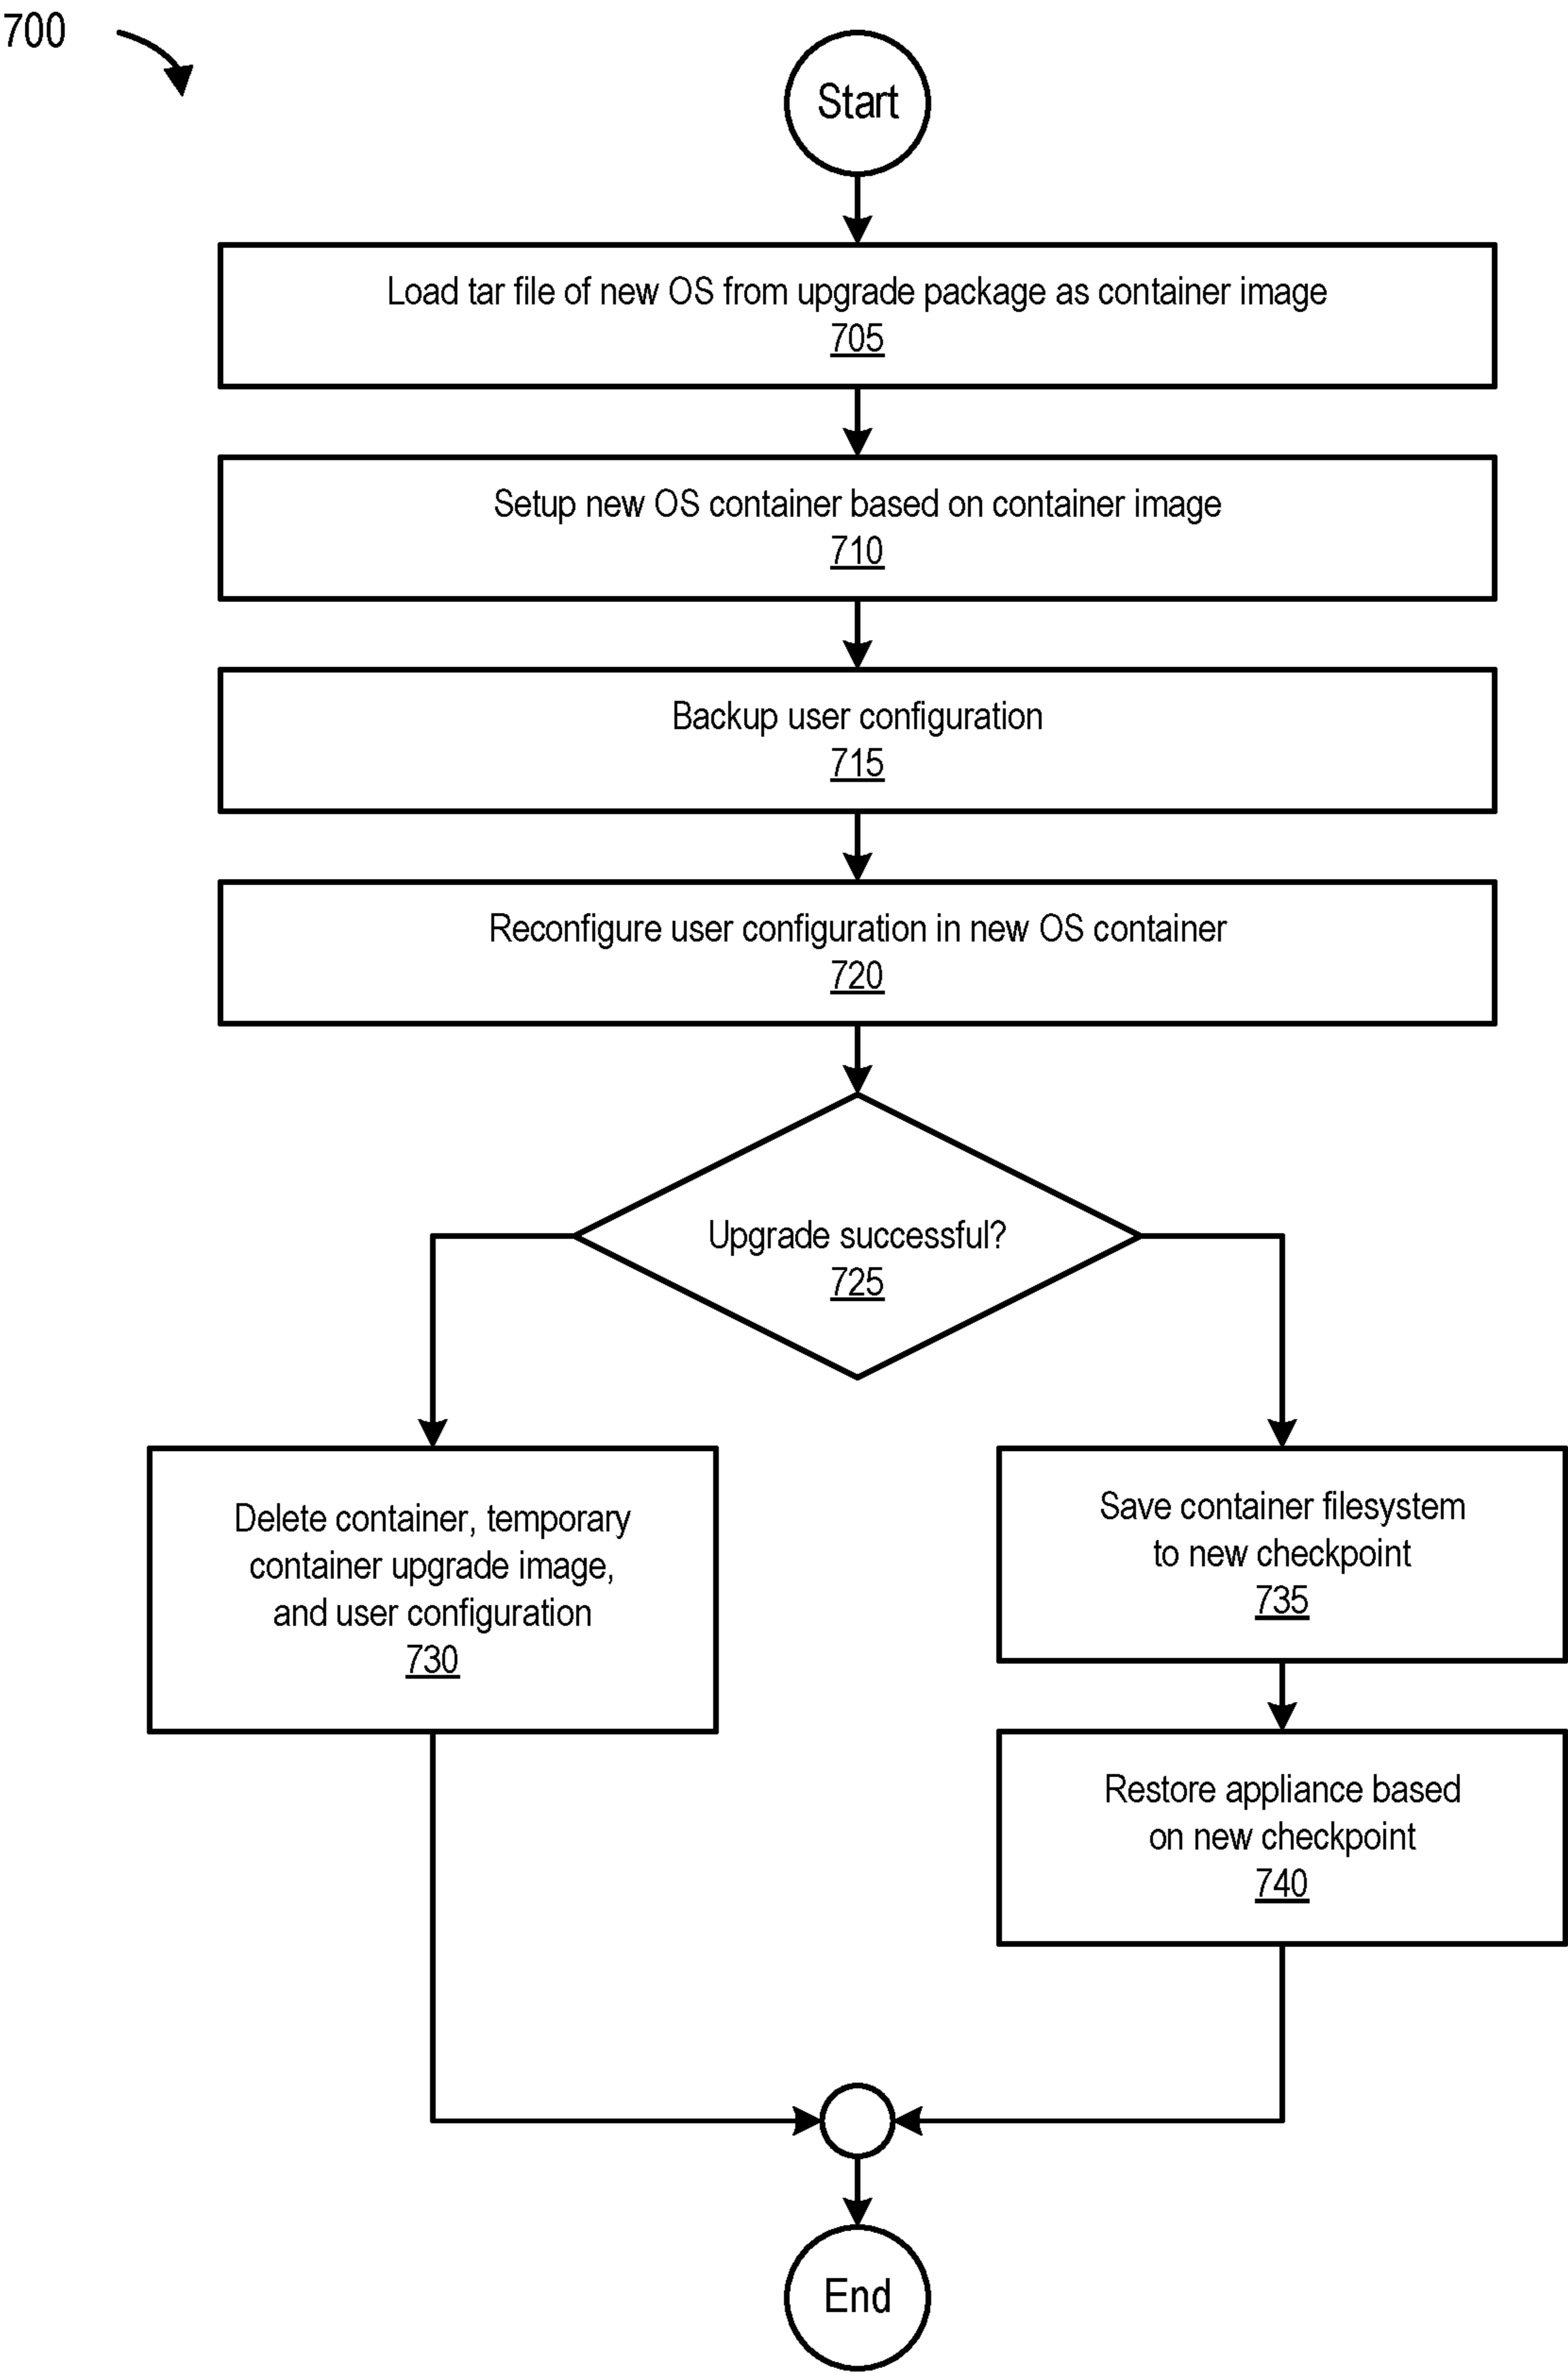 700
Start
Load tar file of new OS from upgrade package as container image
705
Setup new OS container based on container image
710
Backup user configuration
715
Reconfigure user configuration in new OS container
720
Upgrade successful?
725
Delete container, temporary
container upgrade image,
and user configuration
730
Save container filesystem
to new checkpoint
735
Restore appliance based
on new checkpoint
740
End